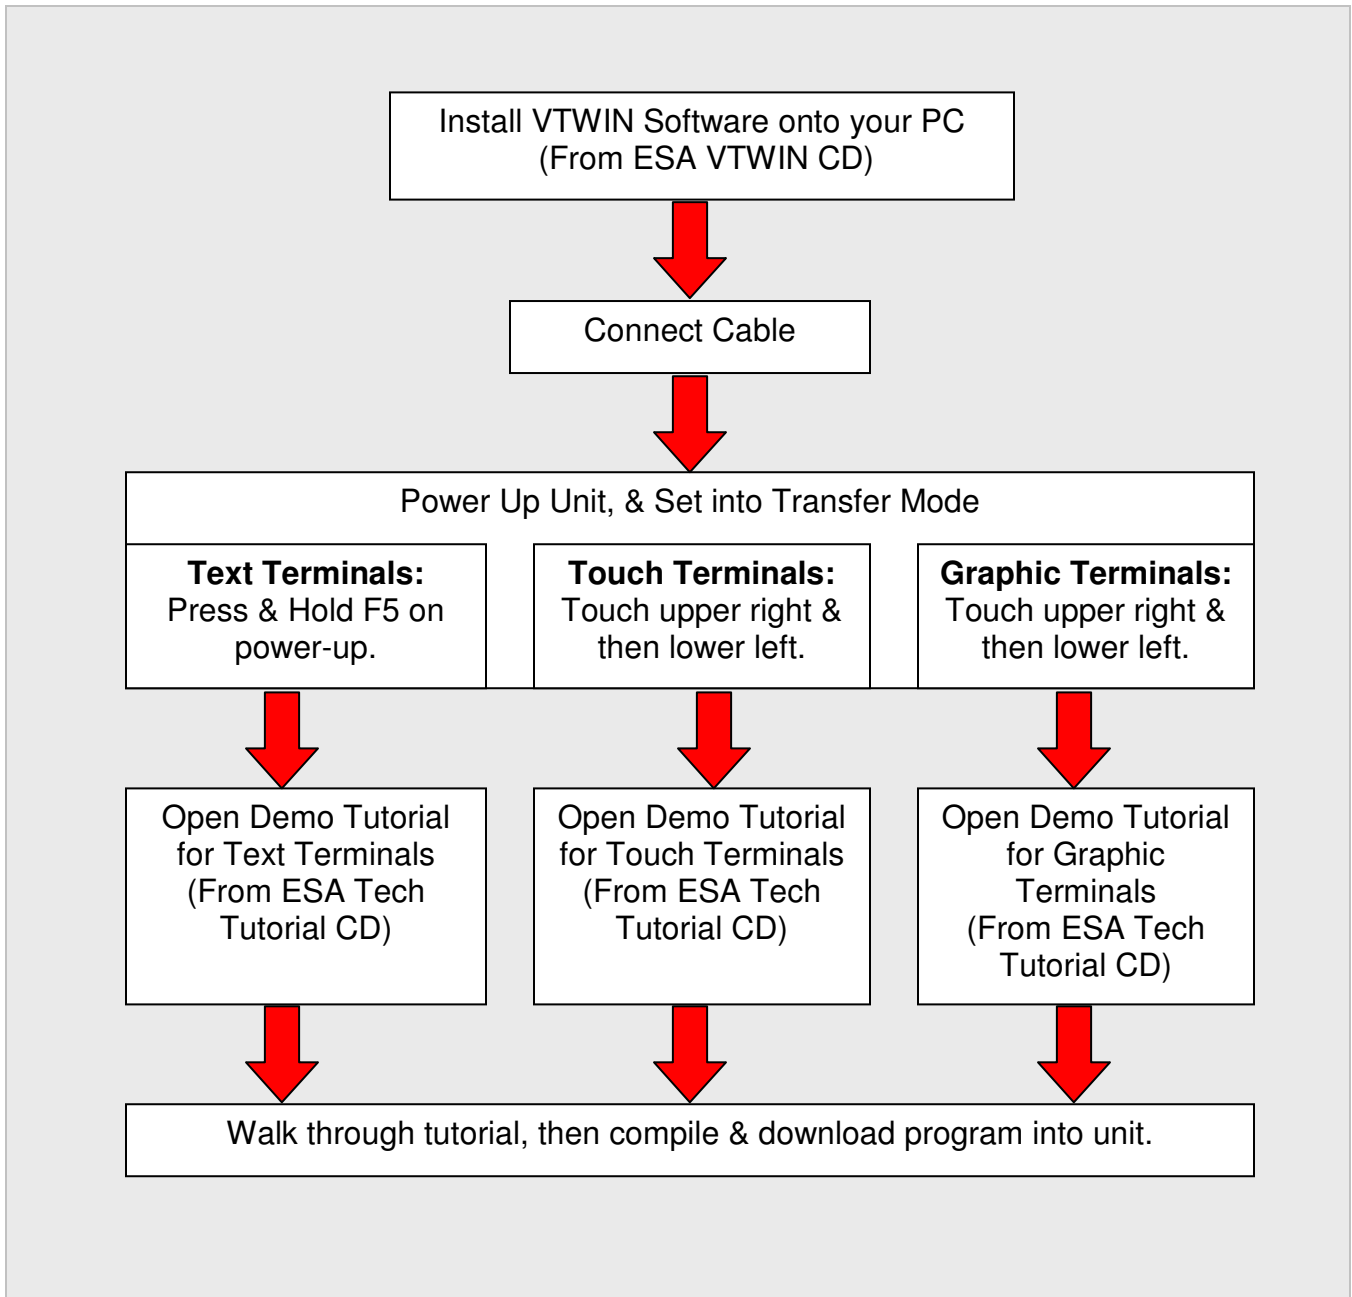 Install VTWIN Software onto your PC
(From ESA VTWIN CD)
Connect Cable
Power Up Unit, & Set into Transfer Mode
Text Terminals:
Press & Hold F5 on
power-up.
Touch Terminals:
Touch upper right &
then lower left.
Graphic Terminals:
Touch upper right &
then lower left.
Open Demo Tutorial
for Text Terminals
(From ESA Tech
Tutorial CD)
Open Demo Tutorial
for Touch Terminals
(From ESA Tech
Tutorial CD)
Open Demo Tutorial
for Graphic
Terminals
(From ESA Tech
Tutorial CD)
Walk through tutorial, then compile & download program into unit.